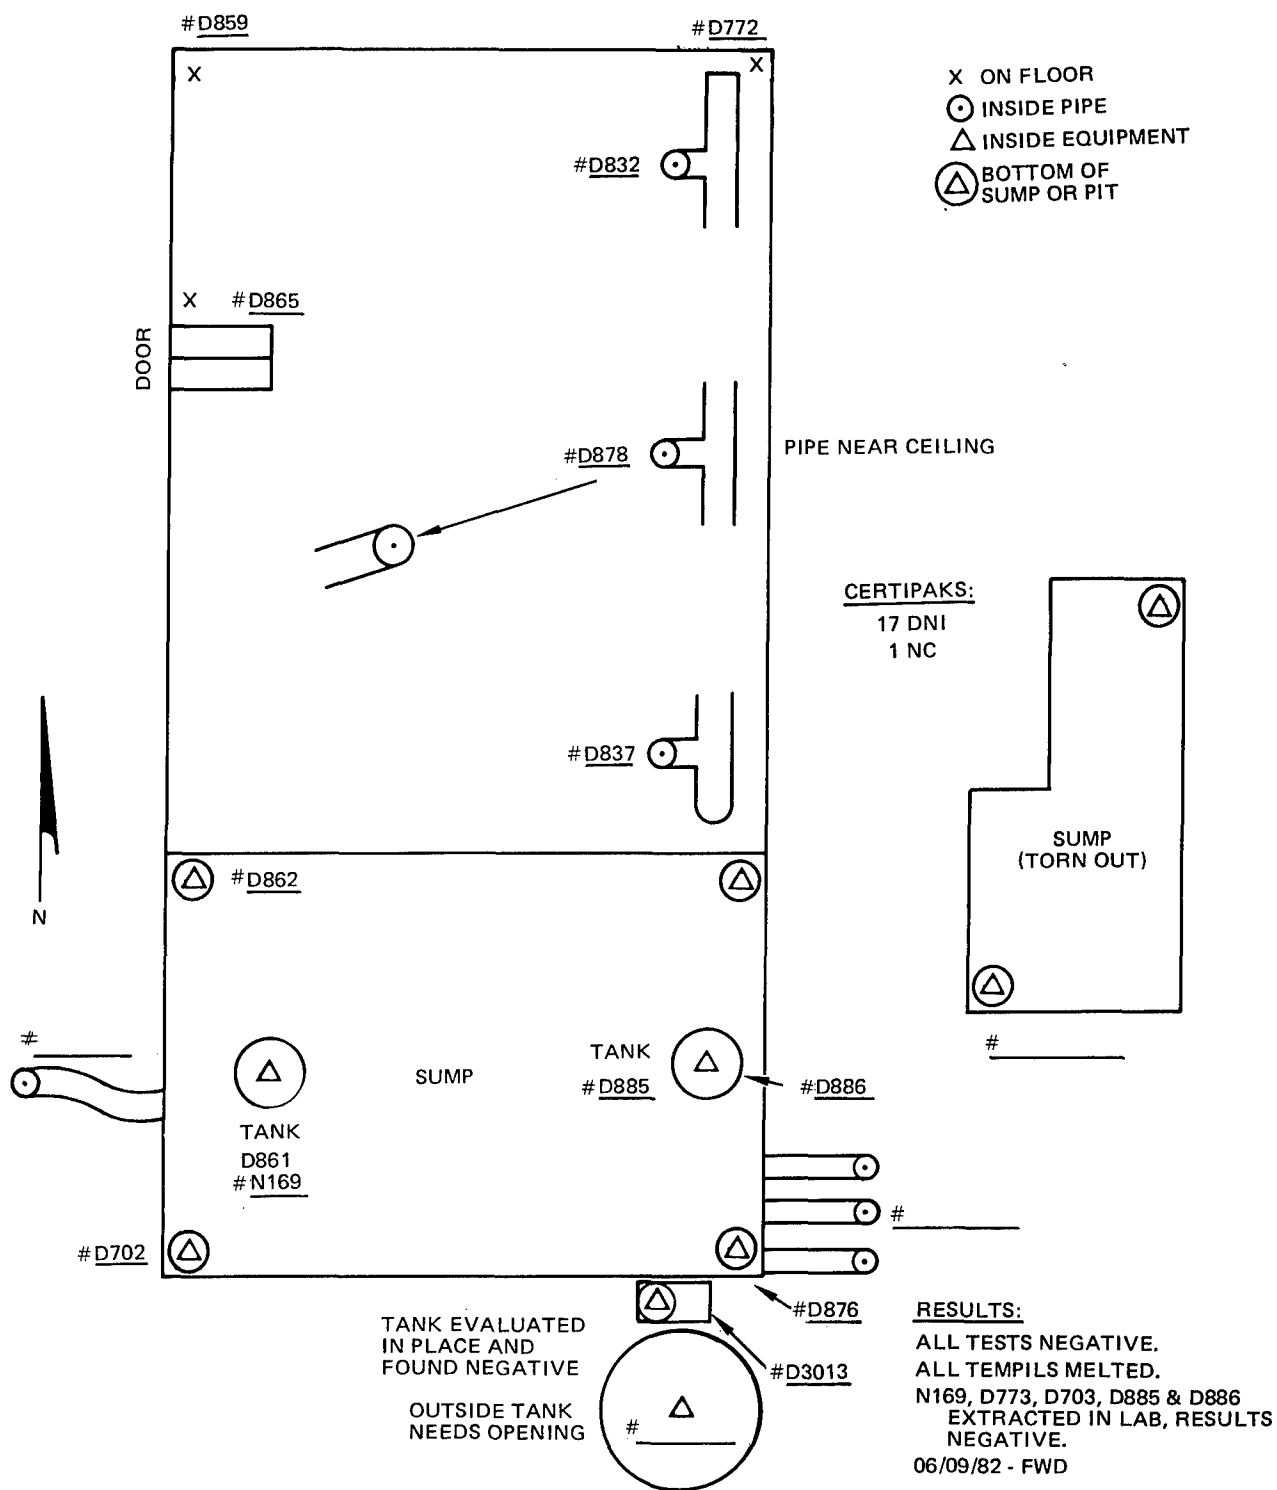 #D859
#D772
X ON FLOOR
INSIDE PIPE
INSIDE EQUIPMENT
BOTTOM OF
SUMP OR PIT
X
X
#D832
X #D865
DOOR
#D878
PIPE NEAR CEILING
CERTIPAKS:
17 DNI
1 NC
#D837
SUMP
(TORN OUT)
N
#D862
#
#
TANK
#D885
SUMP
#D886
TANK
D861
#N169
#
#D702
#D876
#D3013
TANK EVALUATED
IN PLACE AND
FOUND NEGATIVE
OUTSIDE TANK
NEEDS OPENING
#
RESULTS:
ALL TESTS NEGATIVE.
ALL TEMPILS MELTED.
N169, D773, D703, D885 & D886
EXTRACTED IN LAB, RESULTS
NEGATIVE.
06/09/82 - FWD